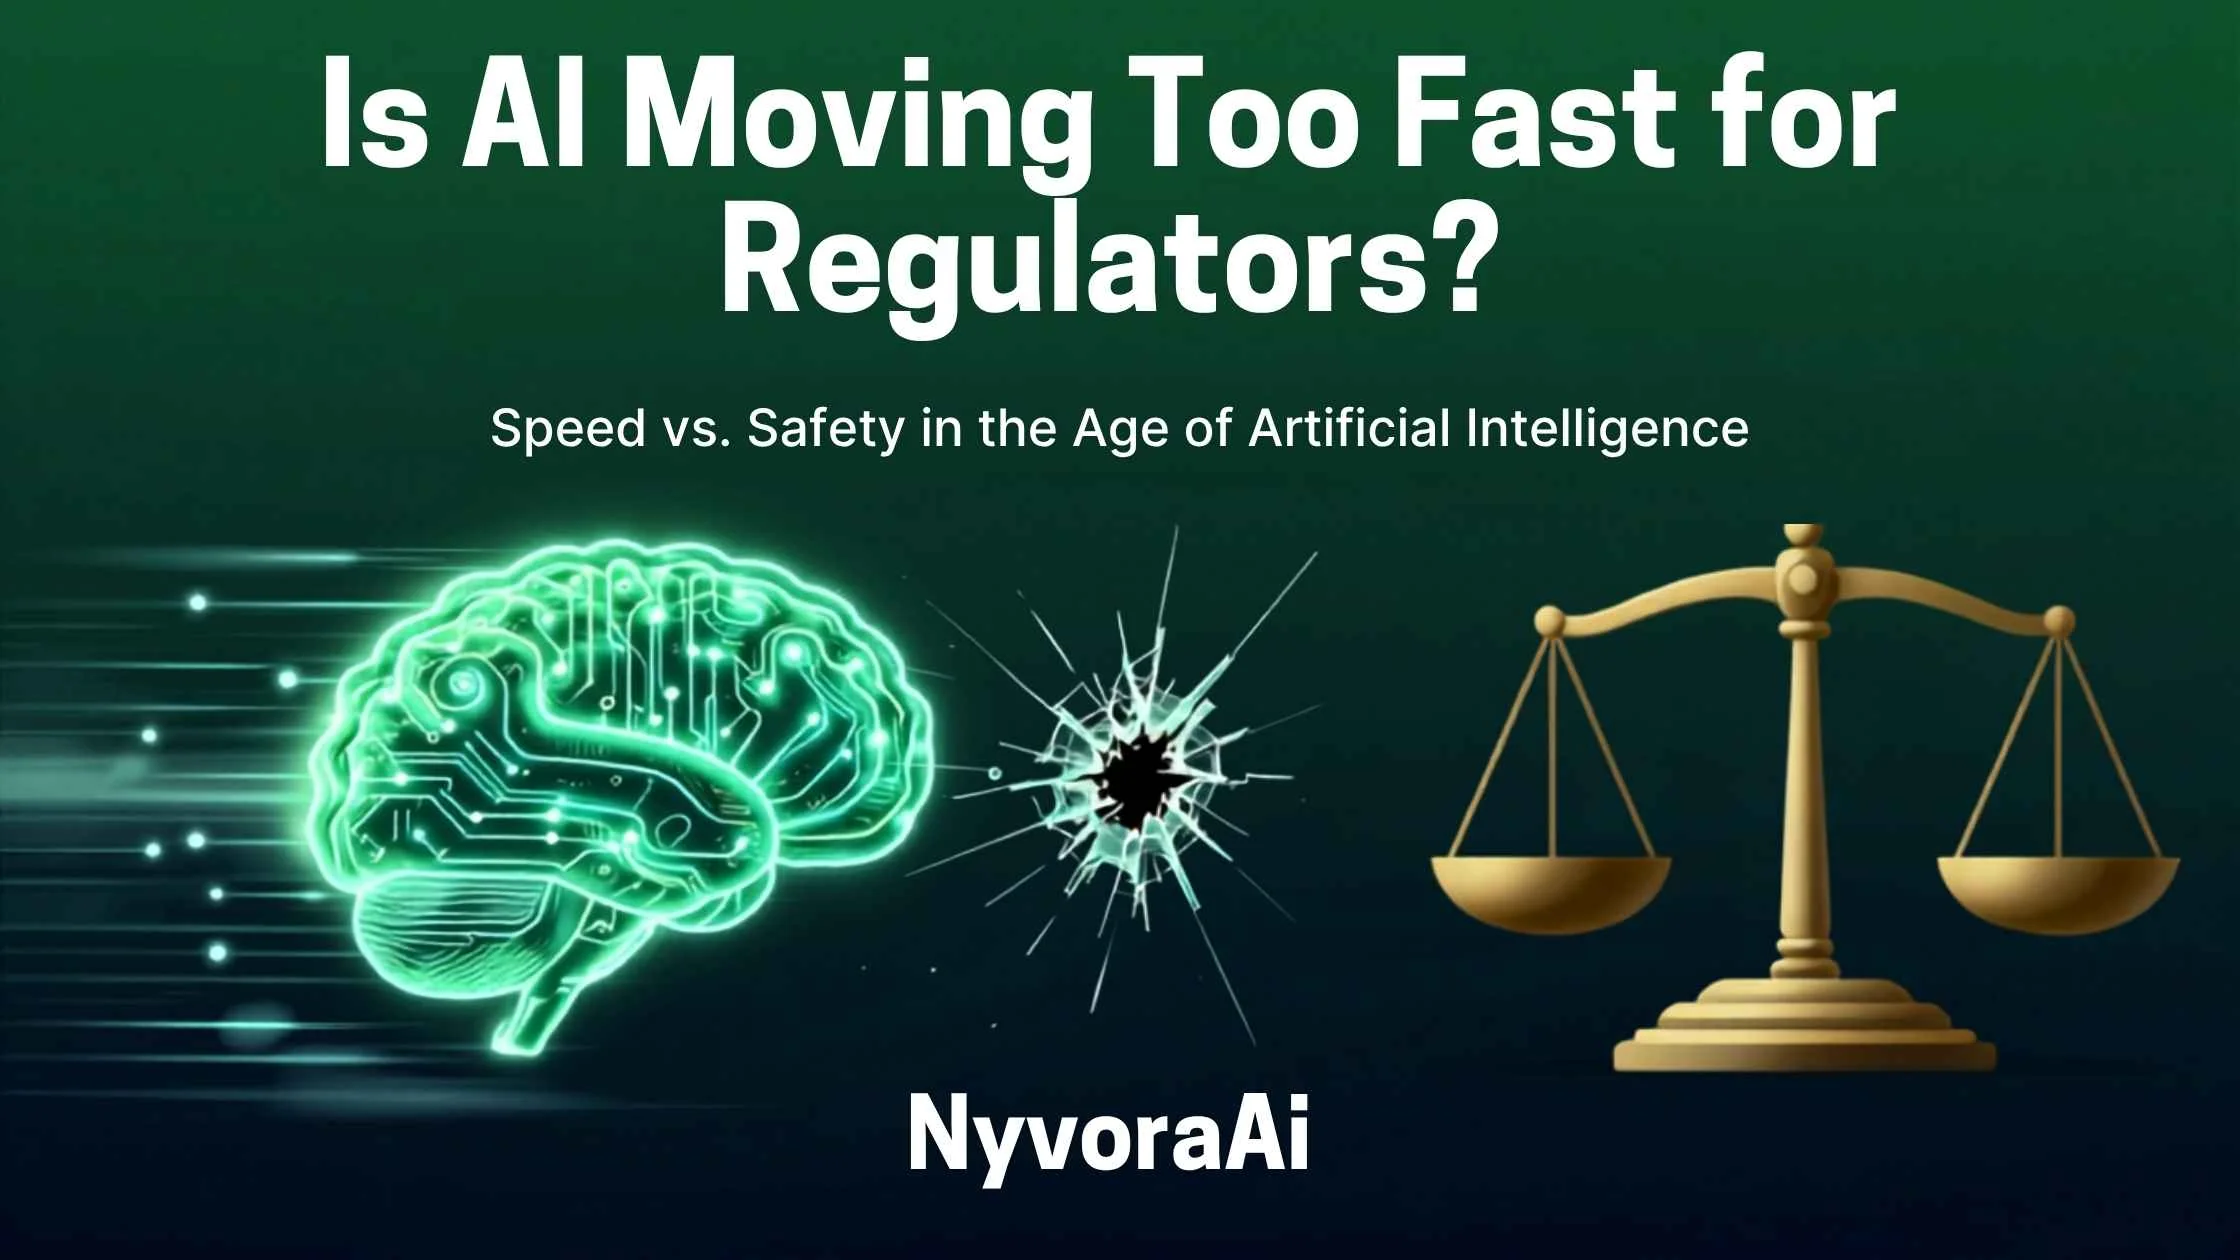 Is AI Moving Too Fast for
Regulators?
Speed vs. Safety in the Age of Artificial Intelligence
NyvoraAi